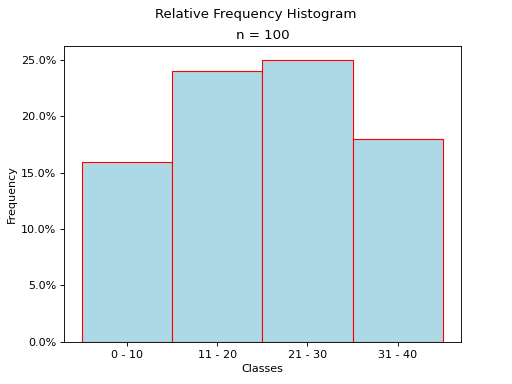 Relative Frequency Histogram
n = 100
25.0%
20.0%
15.0%
10.0%
5.0%
0.0%
Frequency
0 - 10 11 - 20 21 - 30 31 - 40
Classes